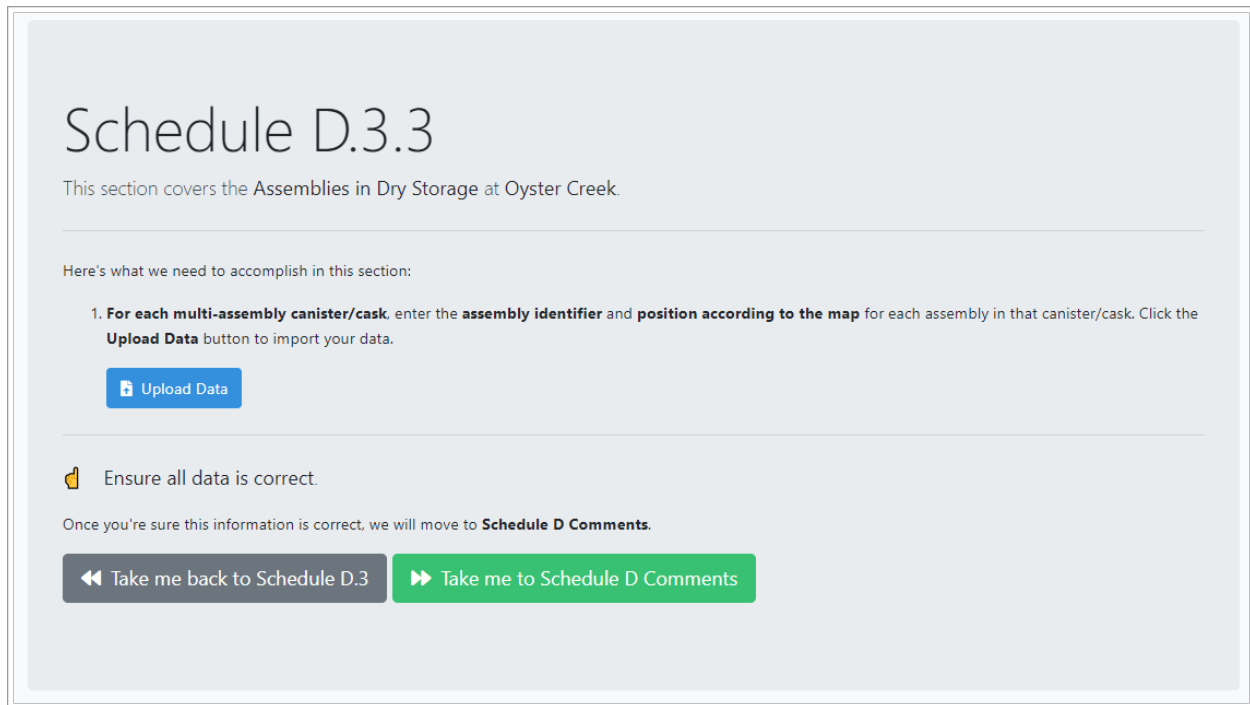 Schedule D.3.3
This section covers the Assemblies in Dry Storage at Oyster Creek.
Here's what we need to accomplish in this section:
1. For each multi-assembly canister/cask, enter the assembly identifier and position according to the map for each assembly in that canister/cask. Click the
Upload Data button to import your data.
Upload Data
Ensure all data is correct.
Once you're sure this information is correct, we will move to Schedule D Comments.
Take me back to Schedule D.3 Take me to Schedule D Comments